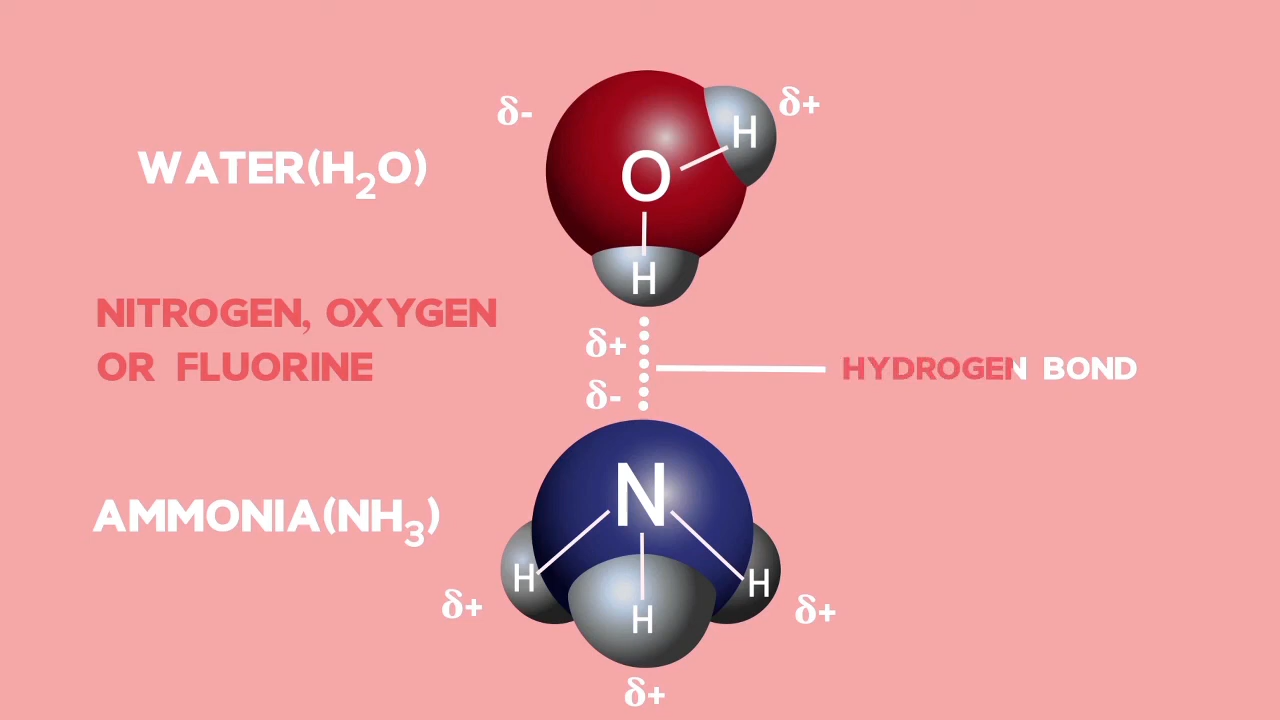 δ-
δ+
WATER(H₂O)
O
H
H
NITROGEN, OXYGEN
OR FLUORINE
δ+
δ-
HYDROGEN BOND
AMMONIA(NH₃)
N
H
H
H
δ+
δ+
δ+